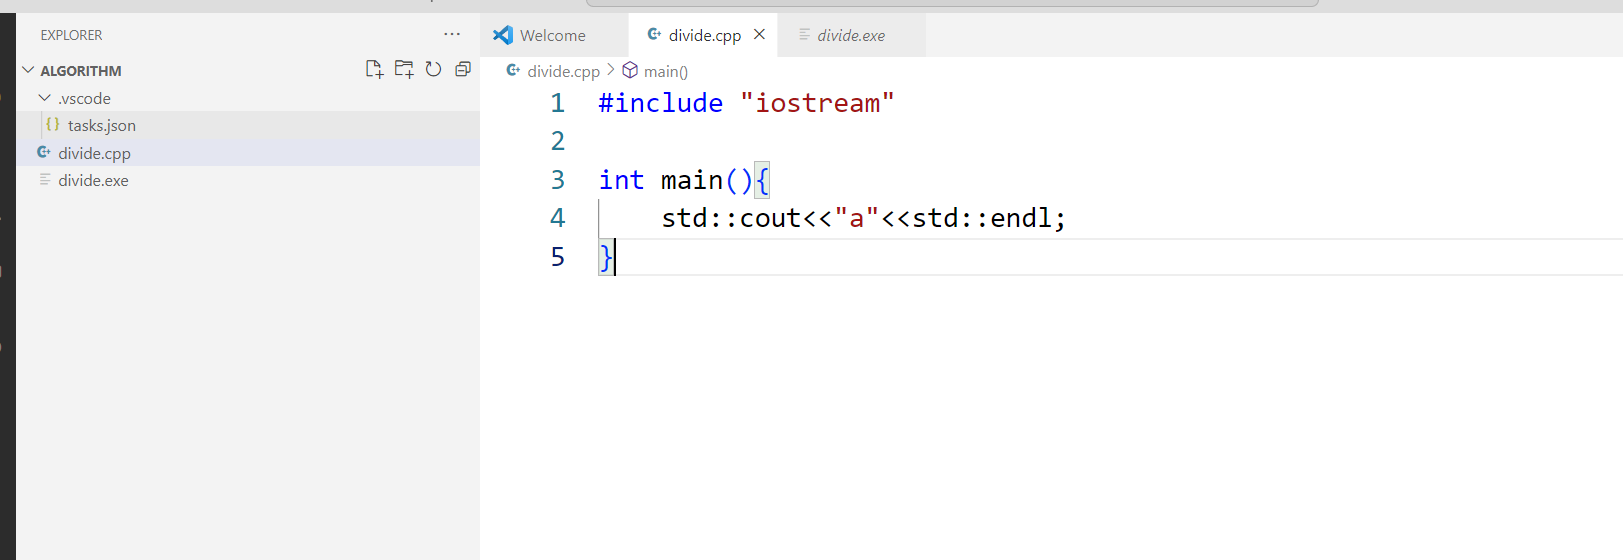 EXPLORER
ALGORITHM
.vscode
{} tasks.json
divide.cpp
divide.exe
Welcome
divide.cpp
divide.exe
divide.cpp > main()
1 #include "iostream"
2
3 int main(){
4 std::cout<<"a"<<std::endl;
5 }